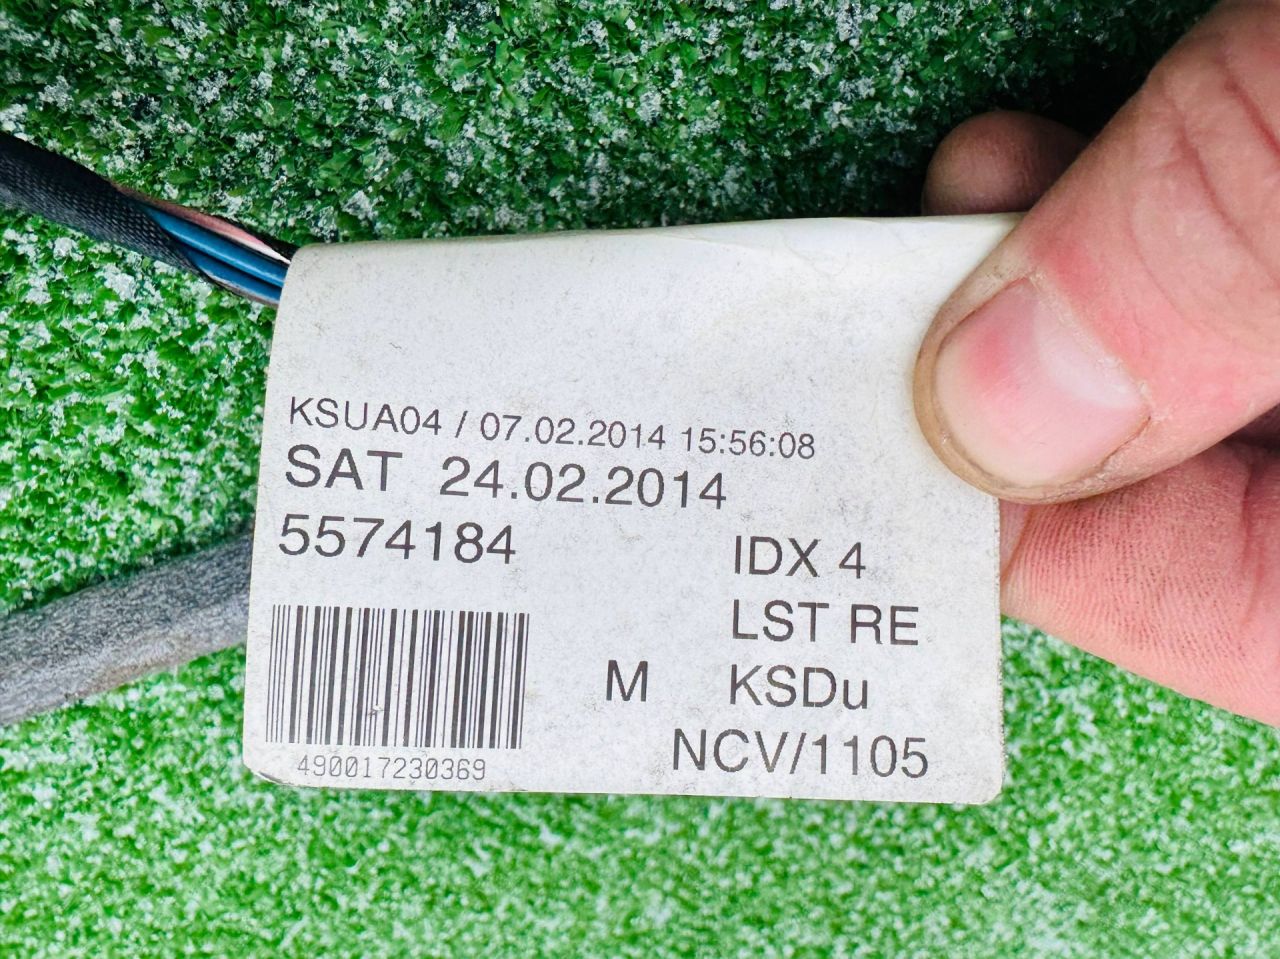 KSUA04 / 07.02.2014 15:56:08
SAT 24.02.2014
5574184 IDX 4
LST RE
M KSDu
NCV/1105
490017230369